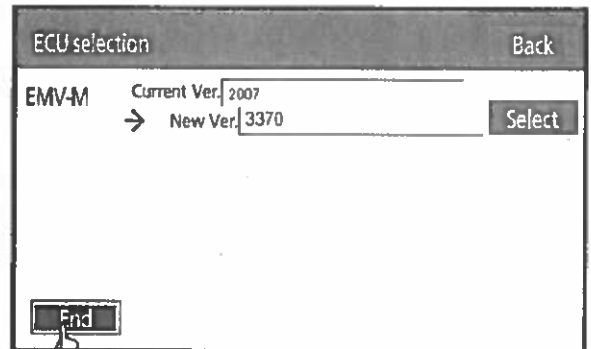 ECU selection Back
EMV-M Current Ver. 2007
→ New Ver. 3370 Select
End